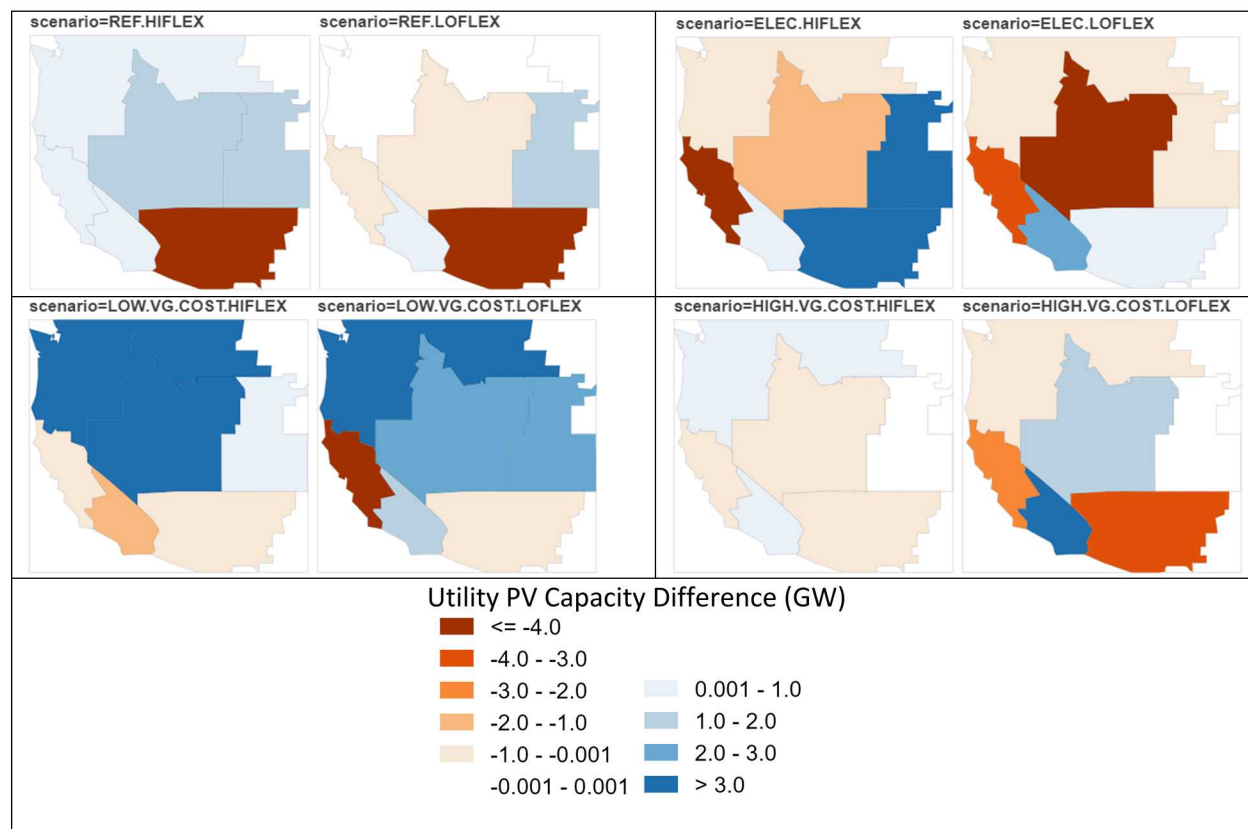 scenario=REF.HIFLEX
scenario=REF.LOFLEX
scenario=ELEC.HIFLEX
scenario=ELEC.LOFLEX
scenario=LOW.VG.COST.HIFLEX
scenario=LOW.VG.COST.LOFLEX
scenario=HIGH.VG.COST.HIFLEX
scenario=HIGH.VG.COST.LOFLEX
Utility PV Capacity Difference (GW)
<= -4.0
-4.0 - -3.0
-3.0 - -2.0
-2.0 - -1.0
-1.0 - -0.001
-0.001 - 0.001
0.001 - 1.0
1.0 - 2.0
2.0 - 3.0
> 3.0